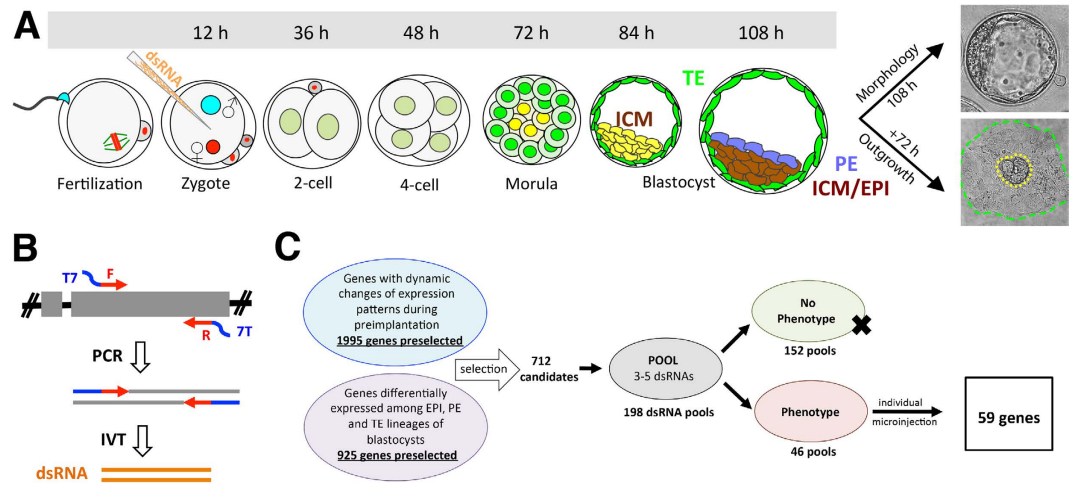 A
12 h 36 h 48 h 72 h 84 h 108 h
dsRNA
♂
♀
ICM
TE
PE
ICM/EPI
Fertilization Zygote 2-cell 4-cell Morula Blastocyst
Morphology
108 h
+72 h
Outgrowth
B
T7 F
R 7T
PCR
IVT
dsRNA
C
Genes with dynamic
changes of expression
patterns during
preimplantation
1995 genes preselected
Genes differentially
expressed among EPI, PE
and TE lineages of
blastocysts
925 genes preselected
selection
712
candidates
POOL
3-5 dsRNAs
198 dsRNA pools
No
Phenotype
152 pools
Phenotype
46 pools
individual
microinjection
59 genes